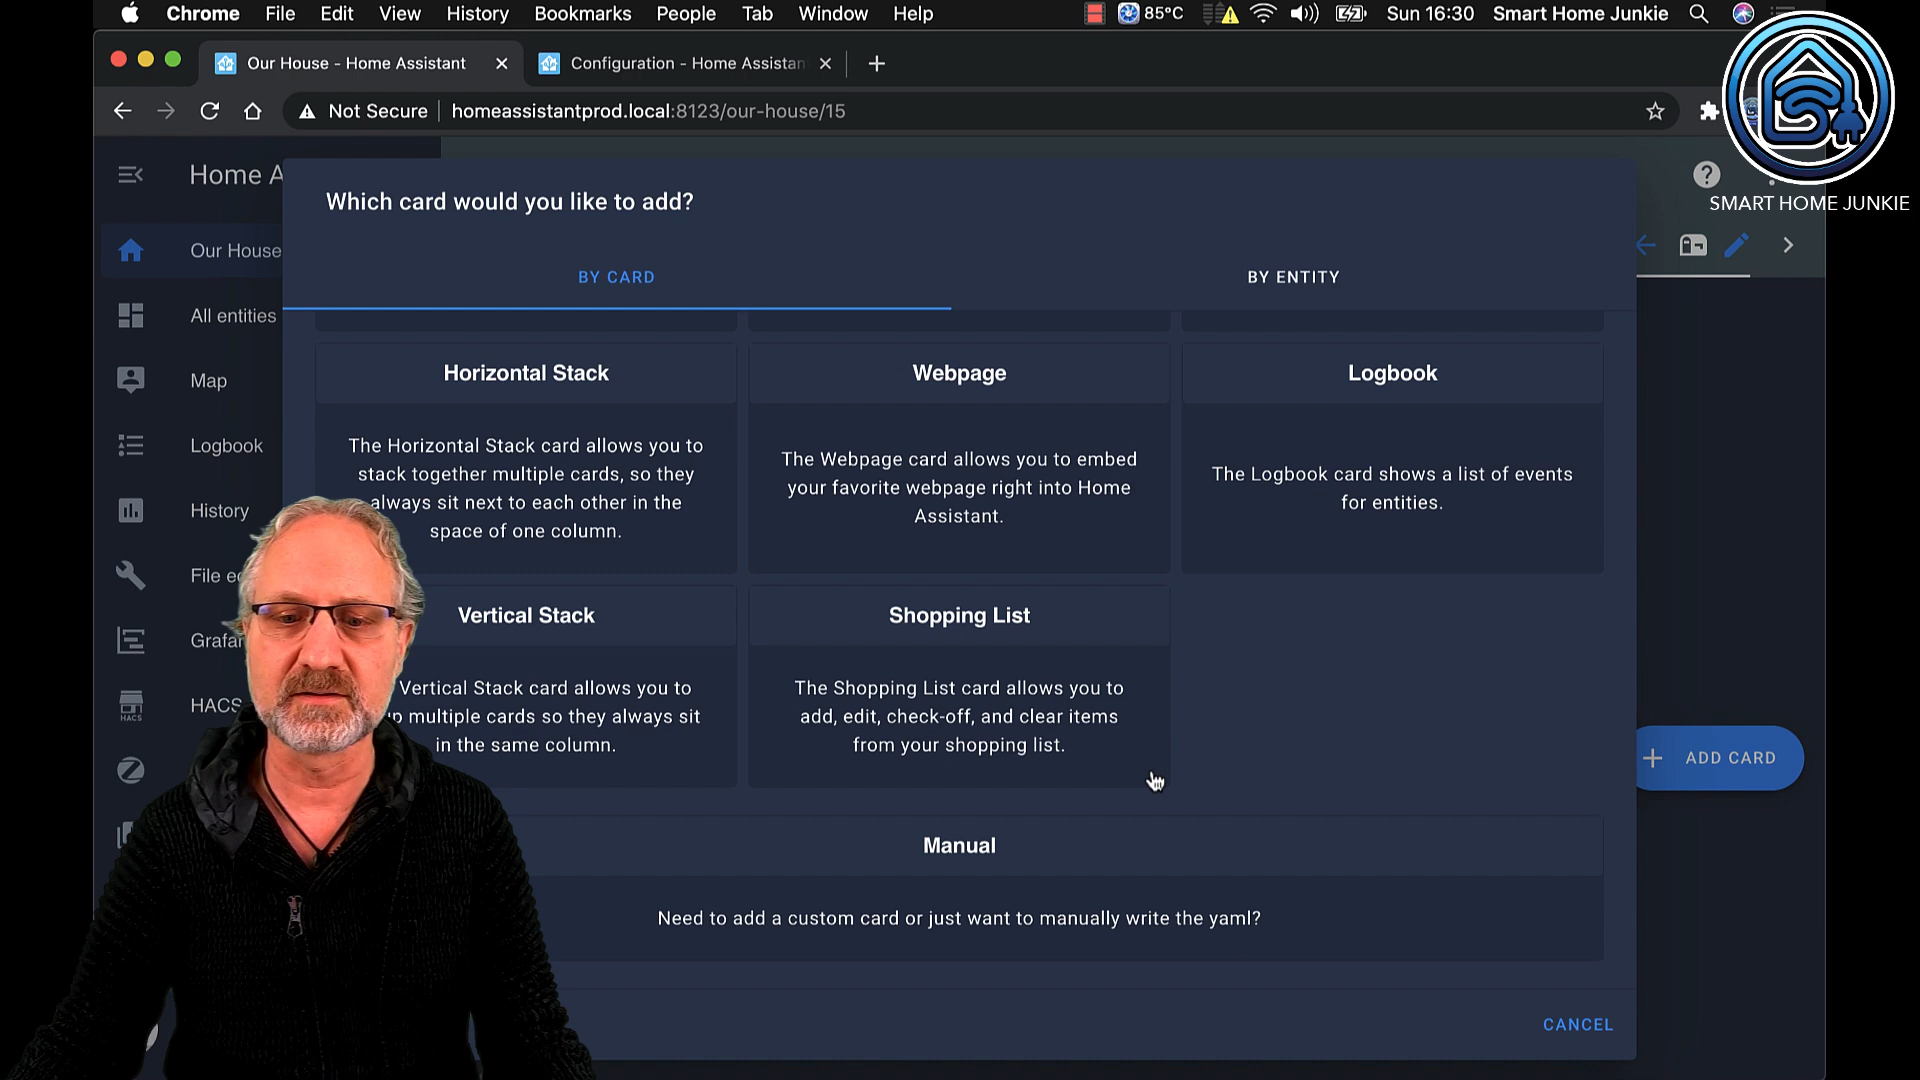 Chrome File Edit View History Bookmarks People Tab Window Help 85°C Sun 16:30 Smart Home Junkie
Our House - Home Assistant Configuration - Home Assistan
Not Secure homeassistantprod.local:8123/our-house/15
SMART HOME JUNKIE
Home A
Which card would you like to add?
BY CARD BY ENTITY
Our House
All entities
Map
Logbook
History
File e
Grafa
HACS
HACS
Horizontal Stack
The Horizontal Stack card allows you to
stack together multiple cards, so they
always sit next to each other in the
space of one column.
Webpage
The Webpage card allows you to embed
your favorite webpage right into Home
Assistant.
Logbook
The Logbook card shows a list of events
for entities.
Vertical Stack
Vertical Stack card allows you to
multiple cards so they always sit
in the same column.
Shopping List
The Shopping List card allows you to
add, edit, check-off, and clear items
from your shopping list.
ADD CARD
Manual
Need to add a custom card or just want to manually write the yaml?
CANCEL